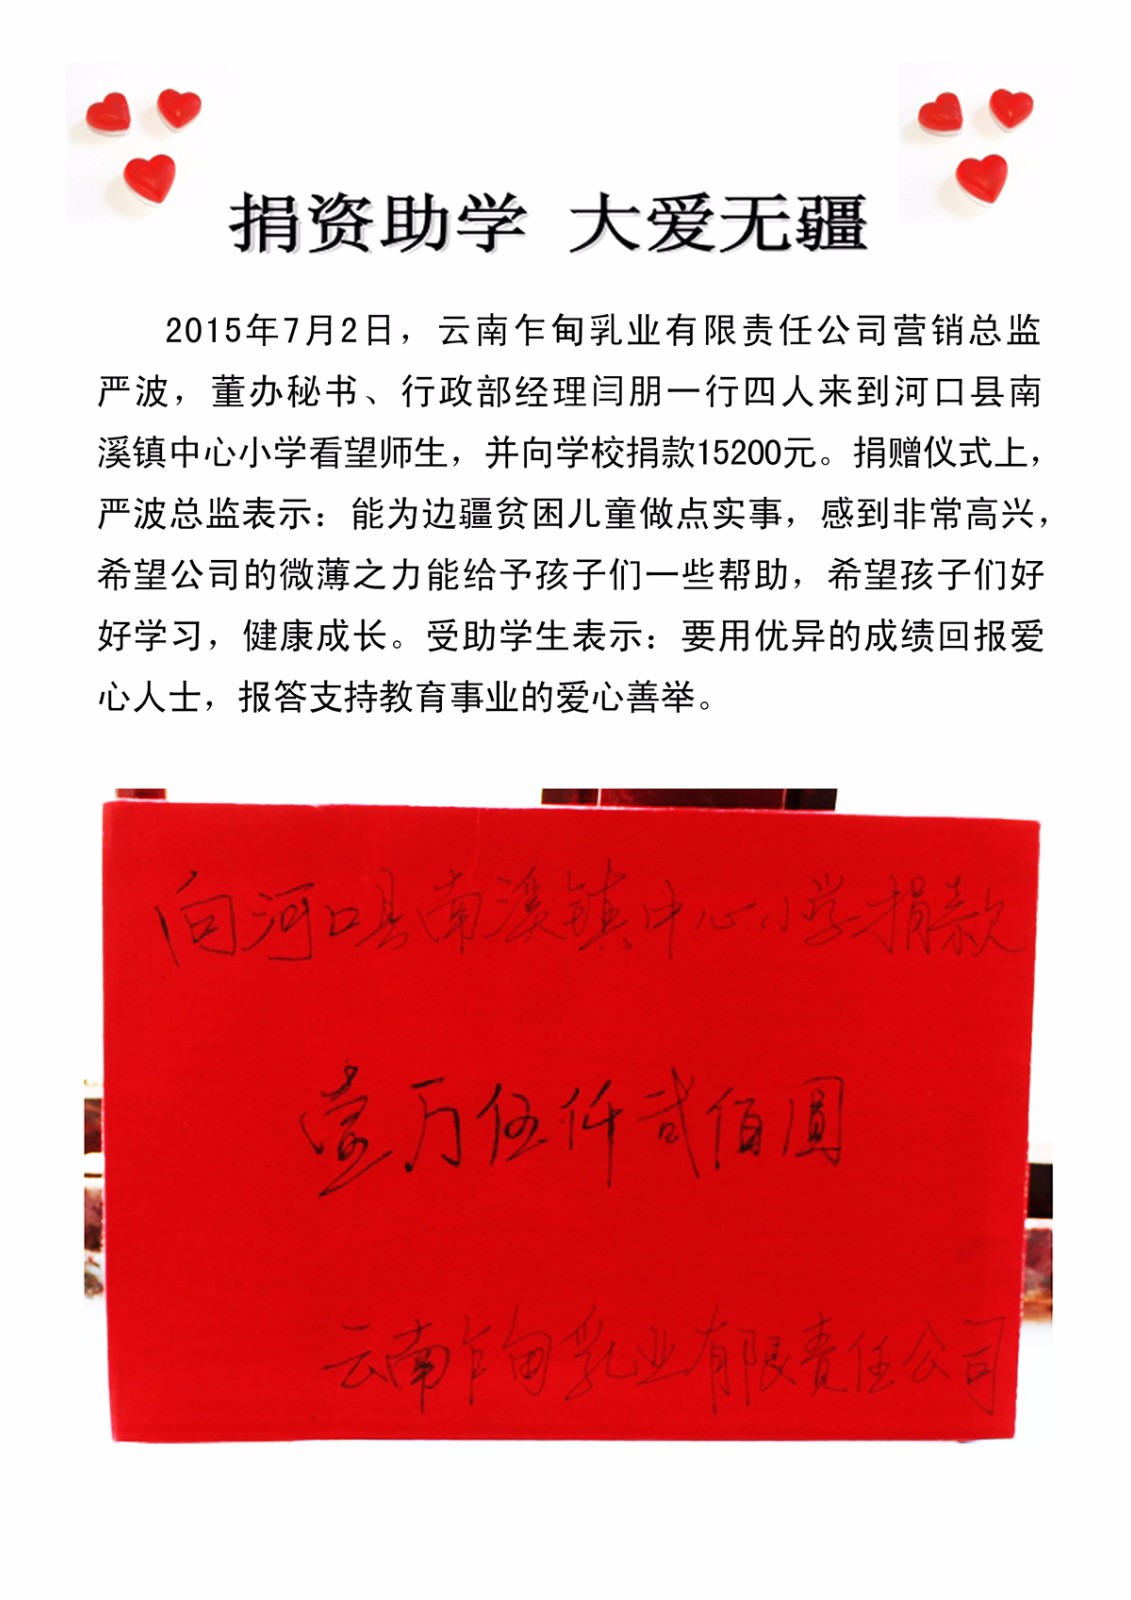 捐资助学 大爱无疆
2015年7月2日，云南乍甸乳业有限责任公司营销总监
严波，董办秘书、行政部经理闫朋一行四人来到河口县南
溪镇中心小学看望师生，并向学校捐款15200元。捐赠仪式上，
严波总监表示：能为边疆贫困儿童做点实事，感到非常高兴，
希望公司的微薄之力能给予孩子们一些帮助，希望孩子们好
好学习，健康成长。受助学生表示：要用优异的成绩回报爱
心人士，报答支持教育事业的爱心善举。
向河口县南溪镇中心小学捐款
壹万伍仟贰佰圆
云南乍甸乳业有限责任公司